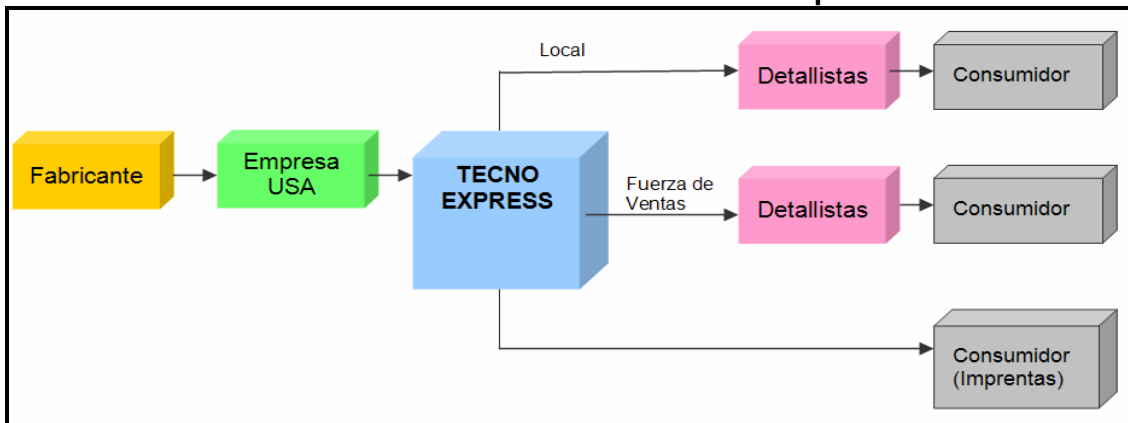 Local
Detallistas
Consumidor
Fabricante
Empresa
USA
TECNO
EXPRESS
Fuerza de
Ventas
Detallistas
Consumidor
Consumidor
(Imprentas)